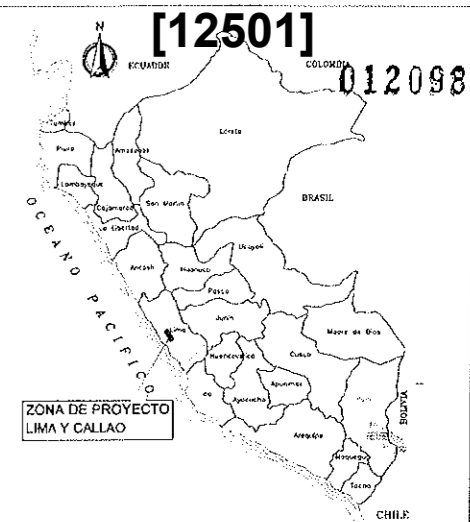 [12501]
N
ECUADOR
COLOMBIA
012098
Tumbes
Piura
Amazonas
Loreto
Lambayeque
Cajamarca
San Martin
La Libertad
BRASIL
OCEANO PACIFICO
Ancash
Huanuco
Ucayali
Pasco
Junin
Lima
Madre de Dios
Huancavelica
Cusco
Ica
Ayacucho
Apurimac
Puno
BOLIVIA
ZONA DE PROYECTO
LIMA Y CALLAO
Arequipa
Moquegua
Tacna
CHILE